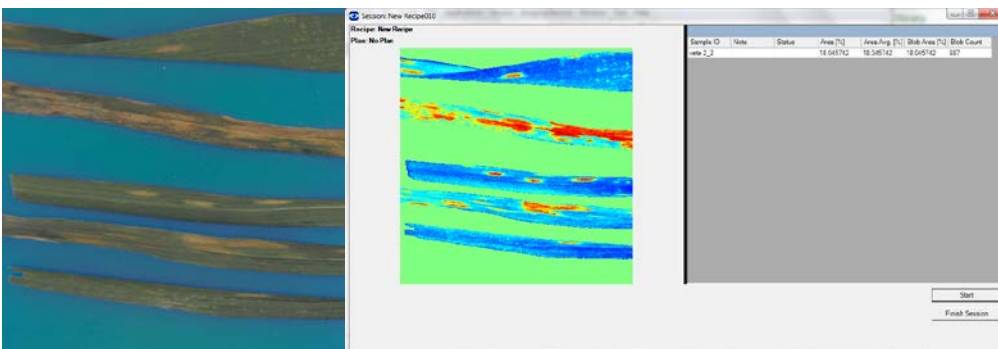 Session: New Recipe010
Recipe: New Recipe
Plan: No Plan
Sample ID Note Status Area [%] Area Avg. [%] Blob Area [%] Blob Count
vete 2_2 18.045742 18.045742 18.045742 887
Start
Finish Session